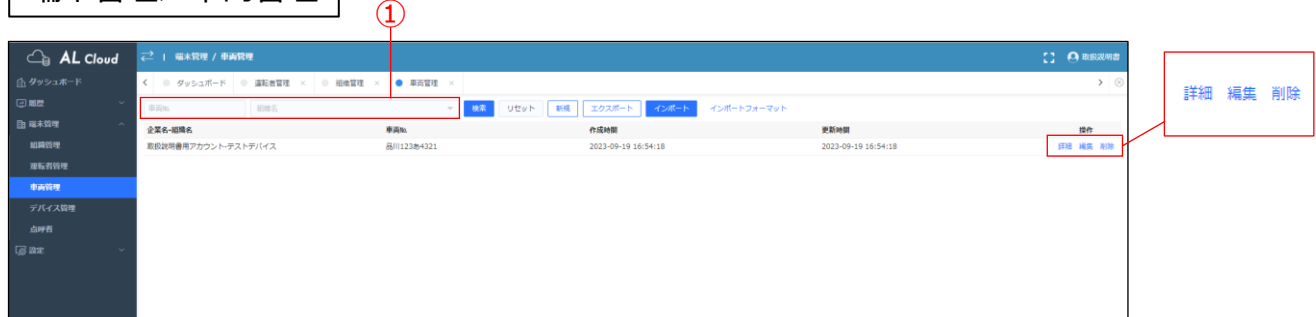 ①
AL Cloud
端末管理 / 車両管理
取扱説明書
ダッシュボード
運転者管理
組織管理
車両管理
ダッシュボード
履歴
端末管理
組織管理
運転者管理
車両管理
デバイス管理
点呼者
設定
車両No.
組織名
検索
リセット
新規
エクスポート
インポート
インポートフォーマット
企業名-組織名 車両No. 作成時間 更新時間 操作
取扱説明書用アカウント-テストデバイス 品川123あ4321 2023-09-19 16:54:18 2023-09-19 16:54:18 詳細 編集 削除
詳細 編集 削除